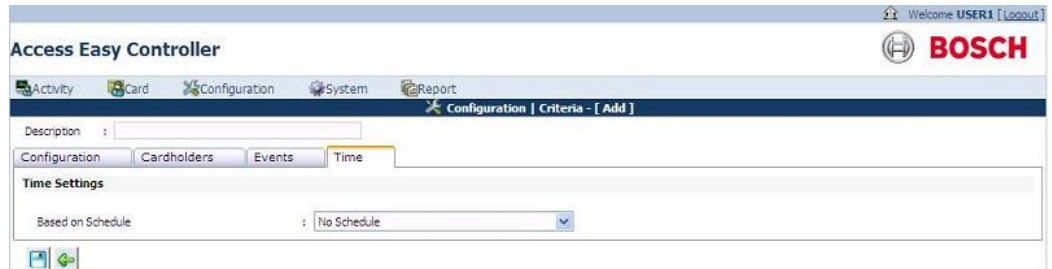 Welcome USER1 [ Logout ]
Access Easy Controller
BOSCH
Activity Card Configuration System Report
Configuration | Criteria - [ Add ]
Description :
Configuration Cardholders Events Time
Time Settings
Based on Schedule : No Schedule